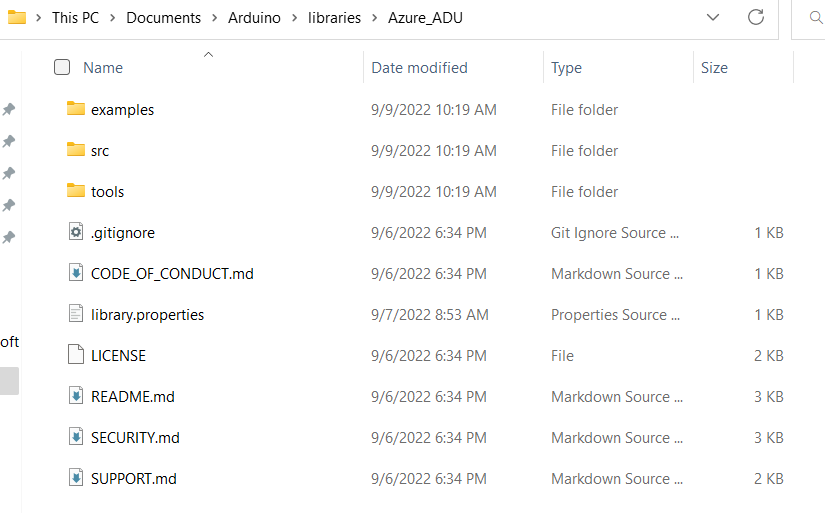 This PC > Documents > Arduino > libraries > Azure_ADU
Name Date modified Type Size
examples 9/9/2022 10:19 AM File folder
src 9/9/2022 10:19 AM File folder
tools 9/9/2022 10:19 AM File folder
.gitignore 9/6/2022 6:34 PM Git Ignore Source ... 1 KB
CODE_OF_CONDUCT.md 9/6/2022 6:34 PM Markdown Source ... 1 KB
library.properties 9/7/2022 8:53 AM Properties Source ... 1 KB
oft
LICENSE 9/6/2022 6:34 PM File 2 KB
README.md 9/6/2022 6:34 PM Markdown Source ... 3 KB
SECURITY.md 9/6/2022 6:34 PM Markdown Source ... 3 KB
SUPPORT.md 9/6/2022 6:34 PM Markdown Source ... 2 KB